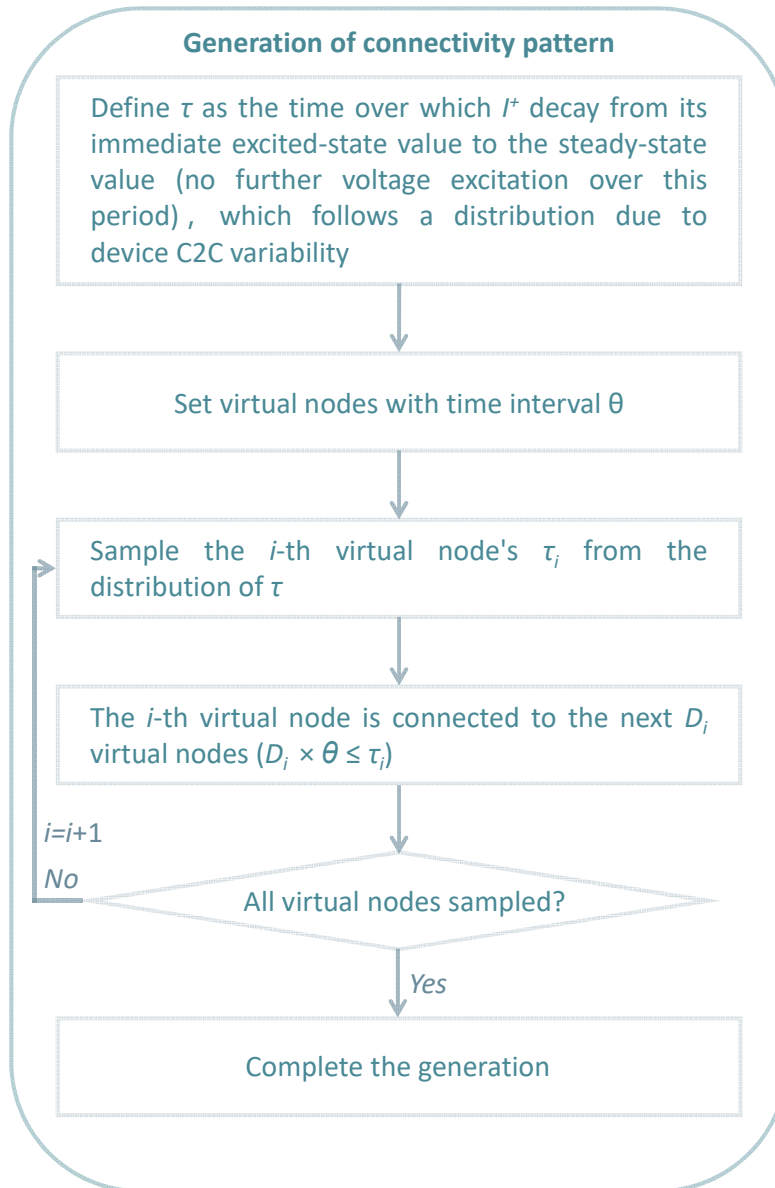 Generation of connectivity pattern
Define τ as the time over which I⁺ decay from its
immediate excited-state value to the steady-state
value (no further voltage excitation over this
period) , which follows a distribution due to
device C2C variability
Set virtual nodes with time interval θ
Sample the i-th virtual node's τᵢ from the
distribution of τ
The i-th virtual node is connected to the next Dᵢ
virtual nodes (Dᵢ × θ ≤ τᵢ)
i=i+1
No
All virtual nodes sampled?
Yes
Complete the generation